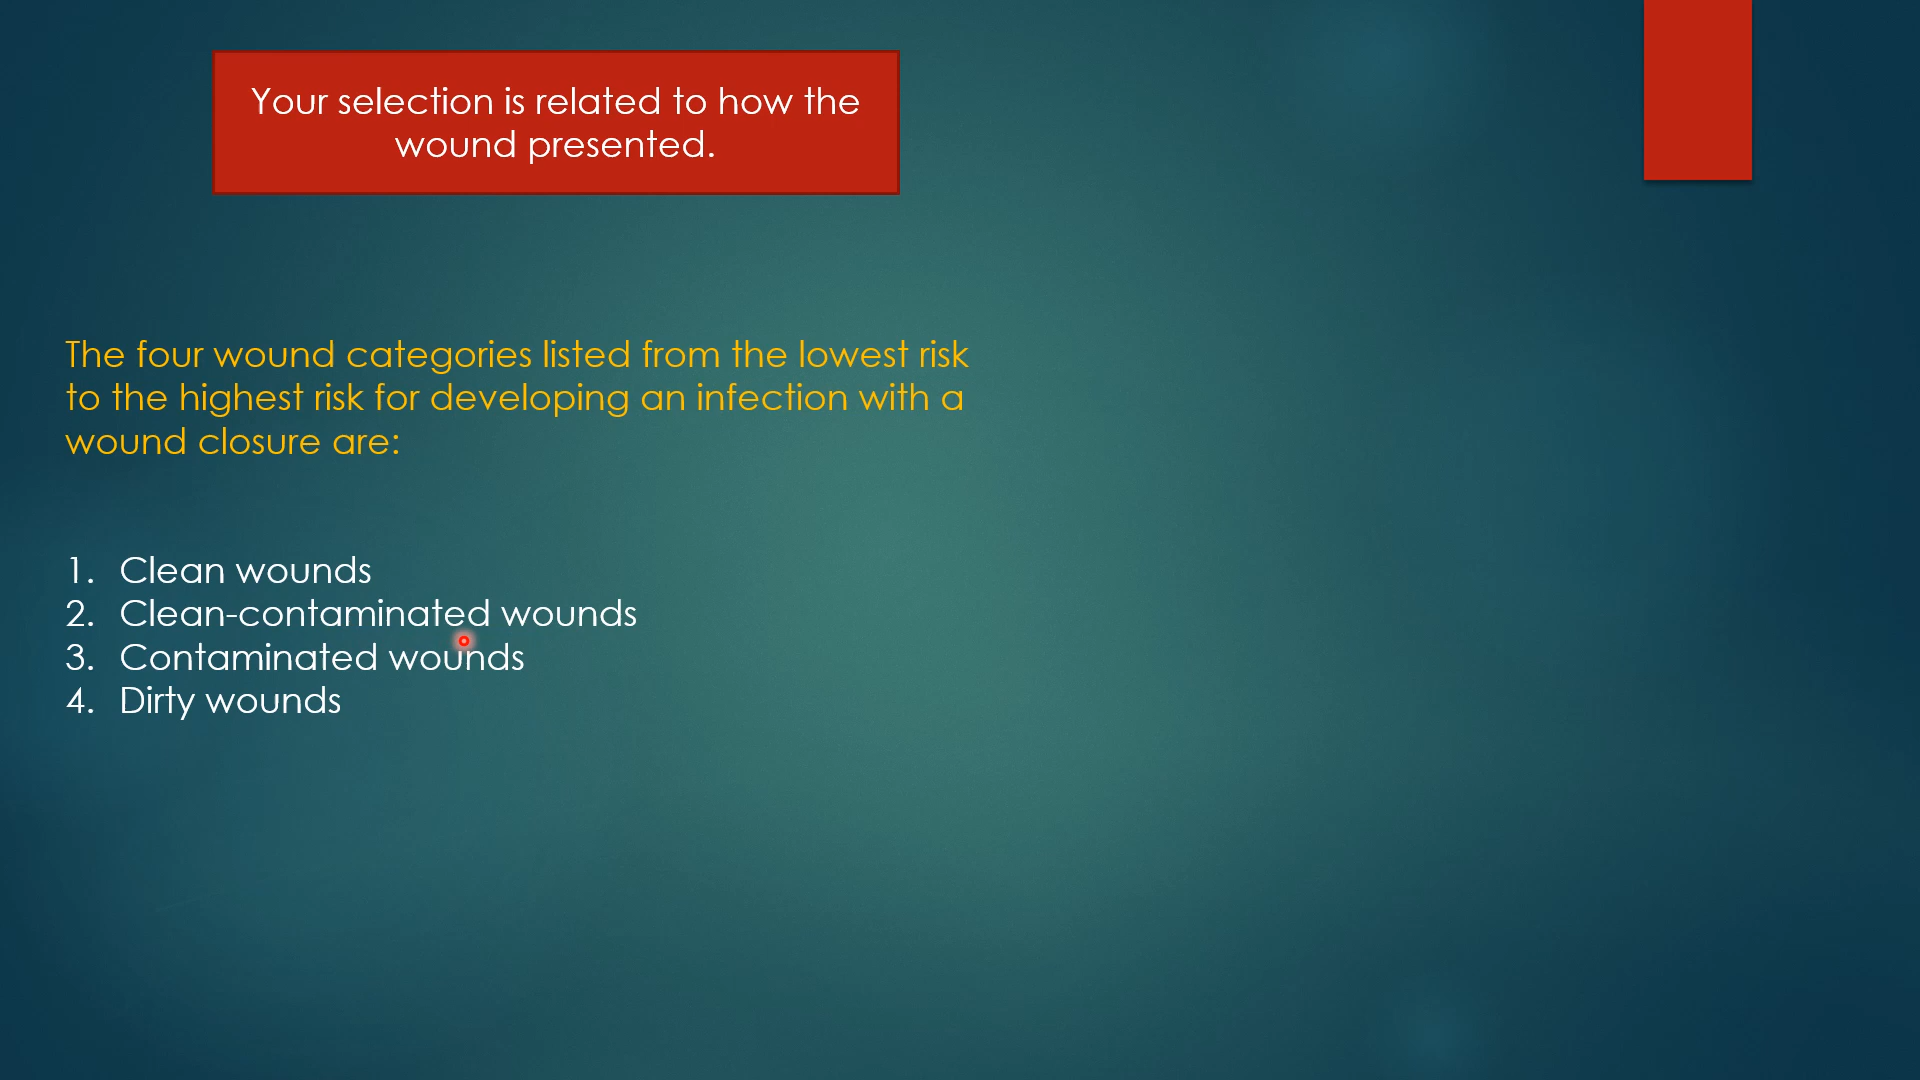 Your selection is related to how the
wound presented.
The four wound categories listed from the lowest risk
to the highest risk for developing an infection with a
wound closure are:
1. Clean wounds
2. Clean-contaminated wounds
3. Contaminated wounds
4. Dirty wounds